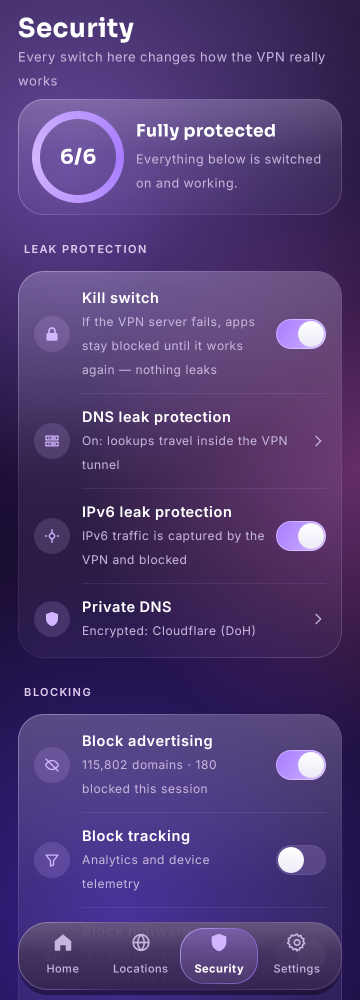 Security
Every switch here changes how the VPN really
works
6/6
Fully protected
Everything below is switched
on and working.
LEAK PROTECTION
Kill switch
If the VPN server fails, apps
stay blocked until it works
again — nothing leaks
DNS leak protection
On: lookups travel inside the VPN
tunnel
IPv6 leak protection
IPv6 traffic is captured by the
VPN and blocked
Private DNS
Encrypted: Cloudflare (DoH)
BLOCKING
Block advertising
115,802 domains · 180
blocked this session
Block tracking
Analytics and device
telemetry
Block malware
Home
Locations
Security
Settings